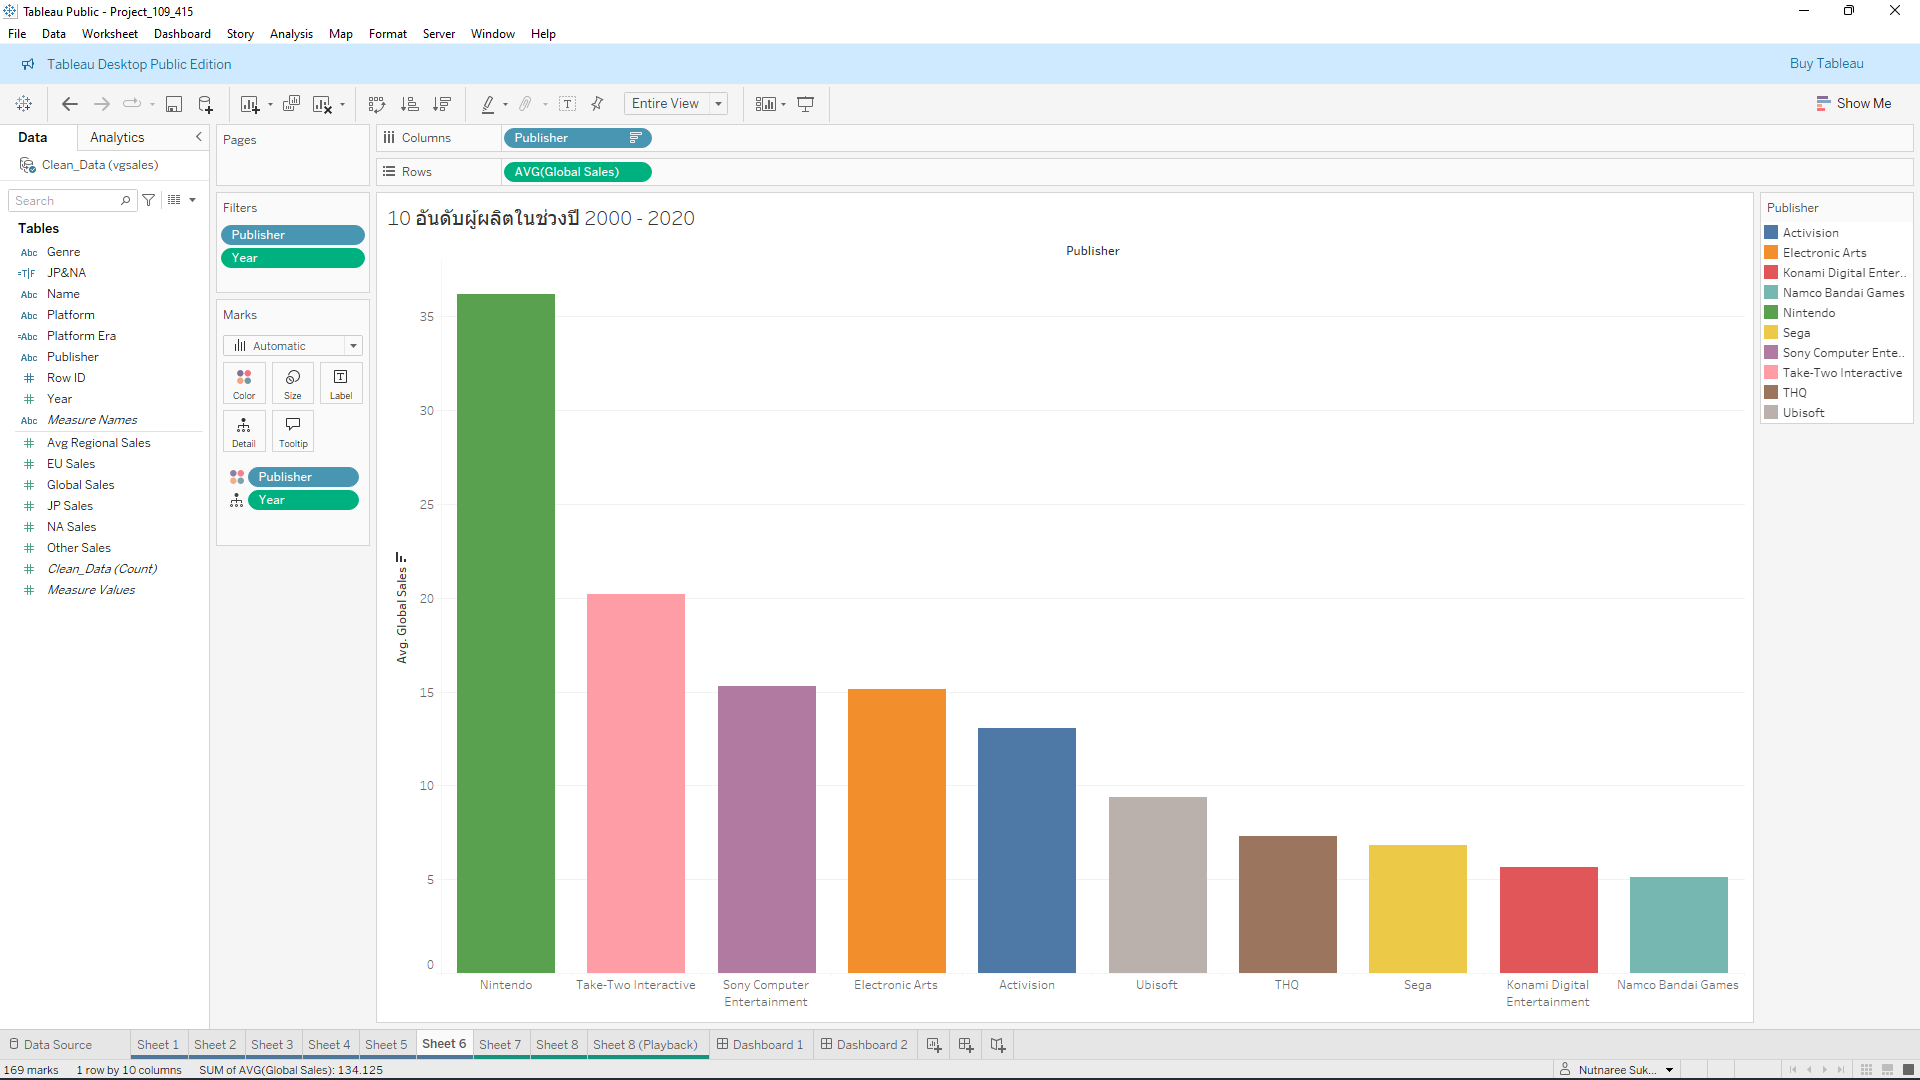 Tableau Public - Project_109_415
File Data Worksheet Dashboard Story Analysis Map Format Server Window Help
Tableau Desktop Public Edition
Buy Tableau
Entire View
Show Me
Data Analytics
Clean_Data (vgsales)
Search
Tables
Abc Genre
=T|F JP&NA
Abc Name
Abc Platform
=Abc Platform Era
Abc Publisher
# Row ID
# Year
Abc Measure Names
# Avg Regional Sales
# EU Sales
# Global Sales
# JP Sales
# NA Sales
# Other Sales
# Clean_Data (Count)
# Measure Values
Pages
Filters
Publisher
Year
Marks
Automatic
Color Size Label
Detail Tooltip
Publisher
Year
Columns Publisher
Rows AVG(Global Sales)
10 อันดับผู้ผลิตในช่วงปี 2000 - 2020
Publisher
Avg. Global Sales
35
30
25
20
15
10
5
0
Nintendo
Take-Two Interactive
Sony Computer
Entertainment
Electronic Arts
Activision
Ubisoft
THQ
Sega
Konami Digital
Entertainment
Namco Bandai Games
Publisher
Activision
Electronic Arts
Konami Digital Enter..
Namco Bandai Games
Nintendo
Sega
Sony Computer Ente..
Take-Two Interactive
THQ
Ubisoft
Data Source Sheet 1 Sheet 2 Sheet 3 Sheet 4 Sheet 5 Sheet 6 Sheet 7 Sheet 8 Sheet 8 (Playback) Dashboard 1 Dashboard 2
169 marks 1 row by 10 columns SUM of AVG(Global Sales): 134.125
Nutnaree Suk...